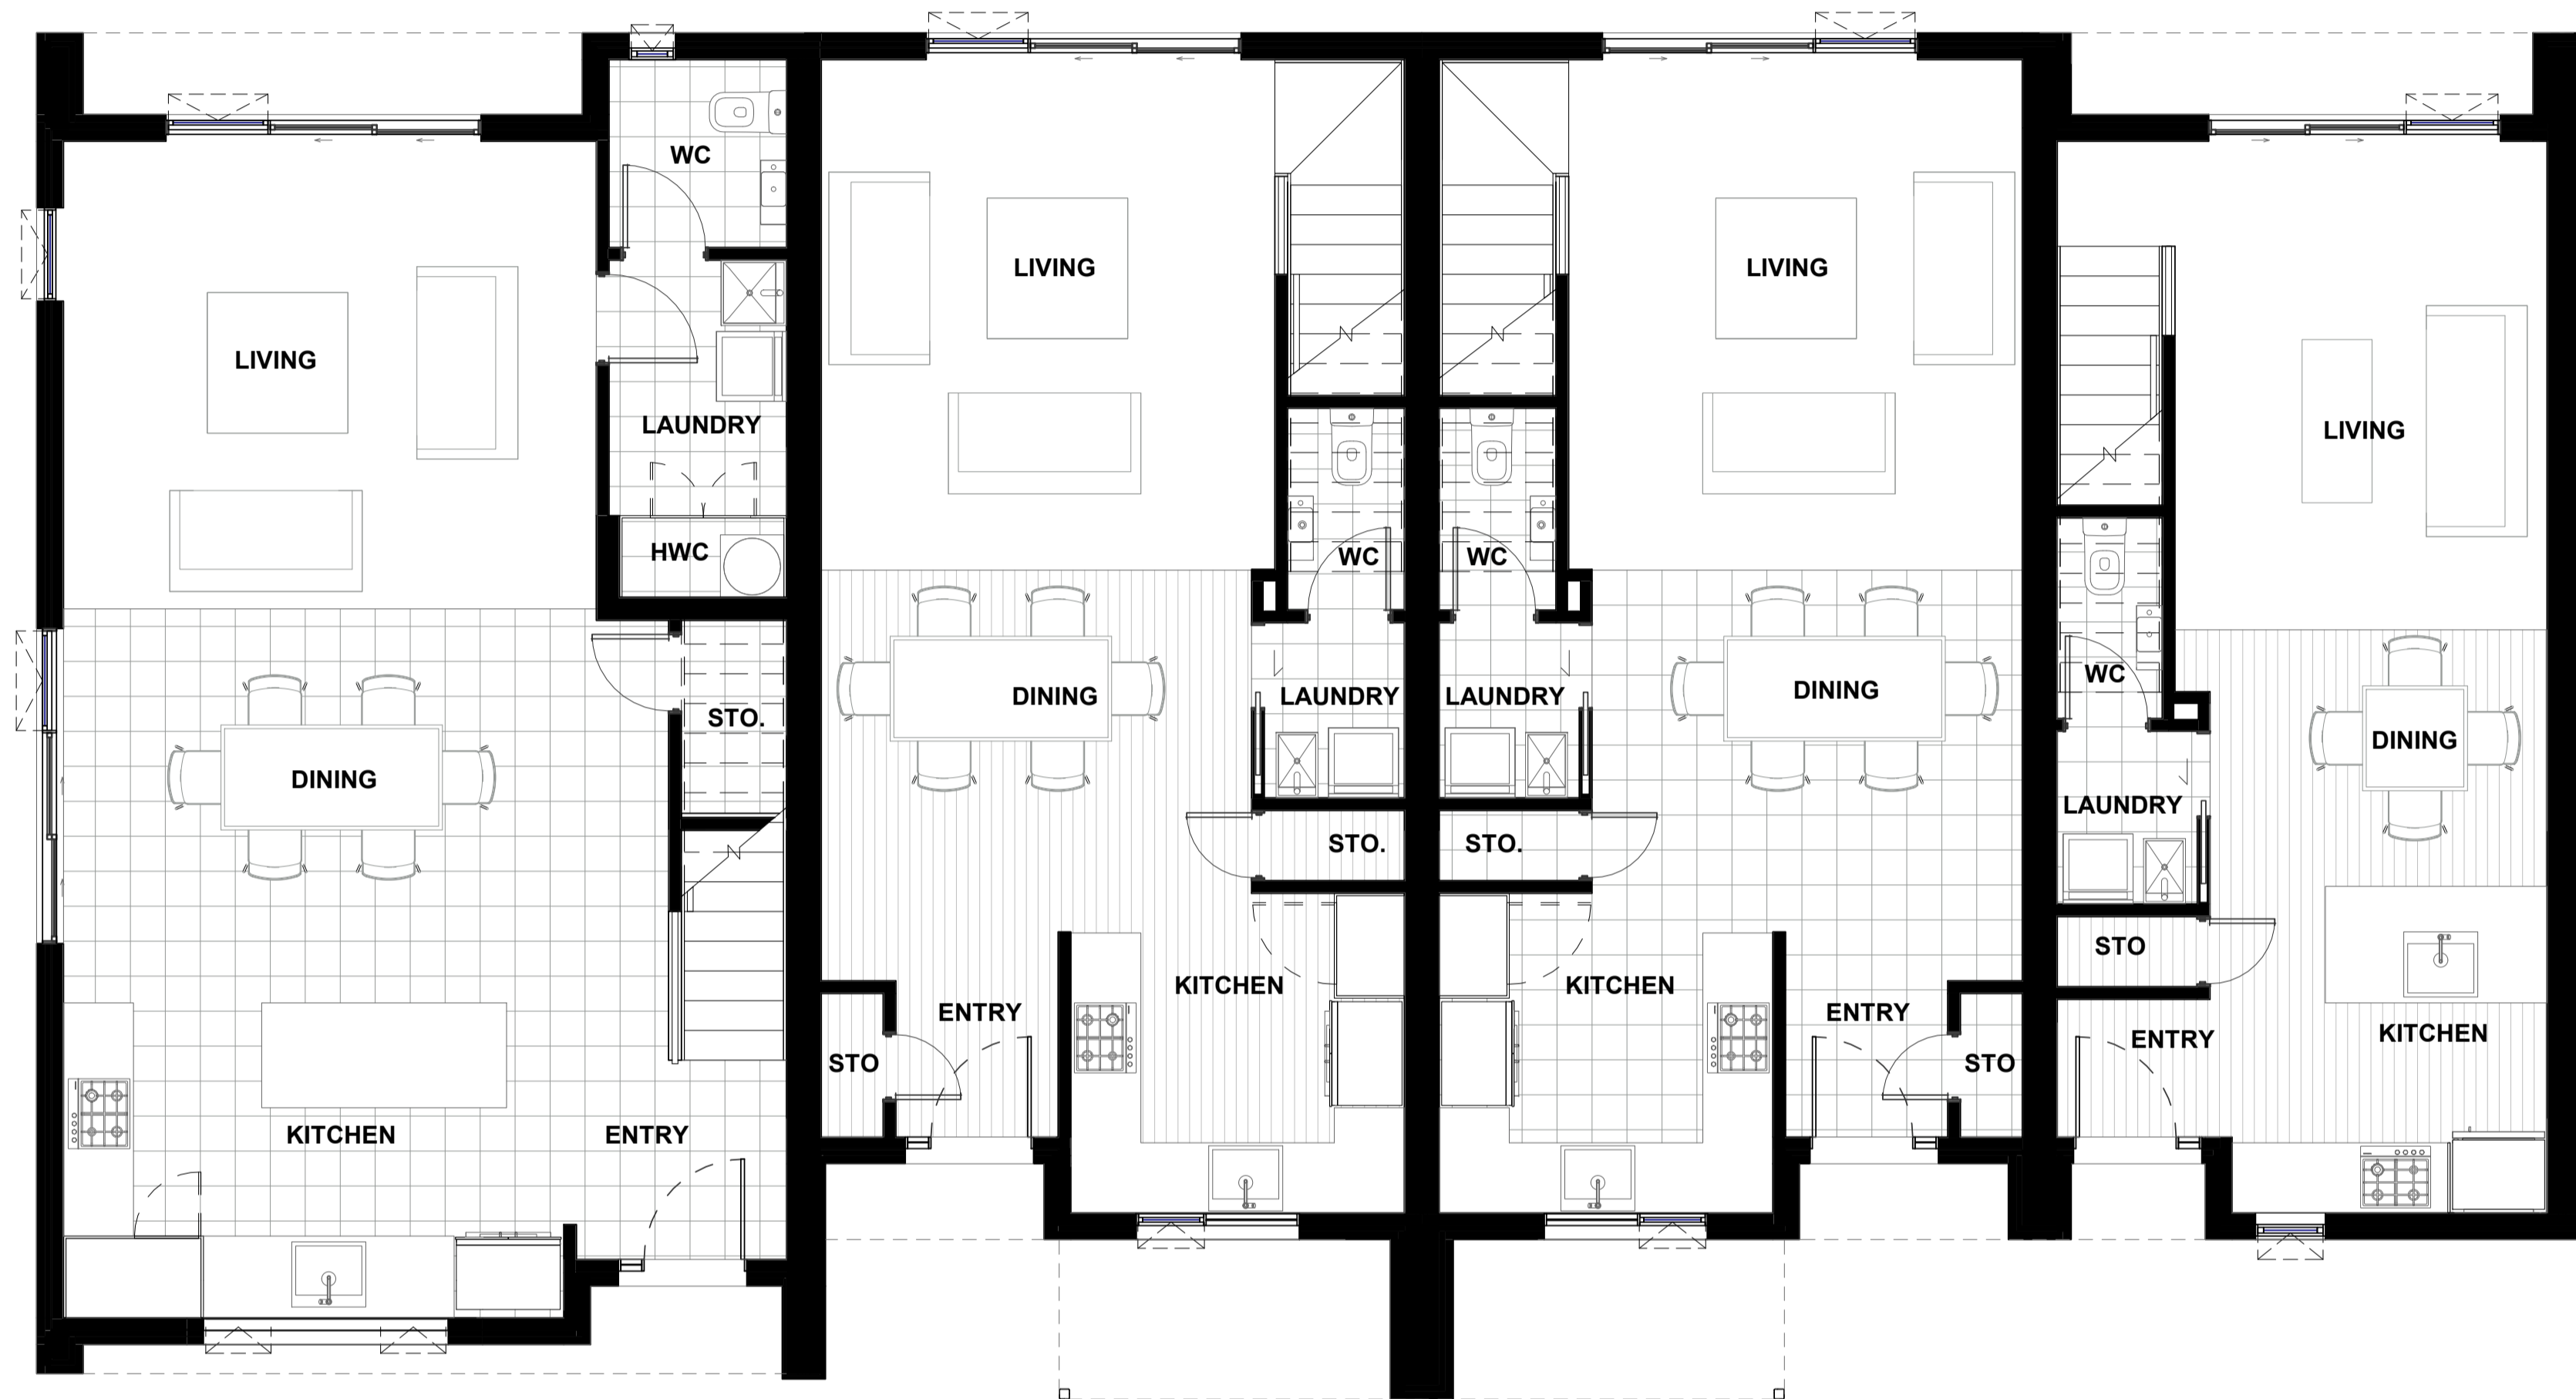 WC
LIVING
LAUNDRY
HWC
STO.
DINING
KITCHEN
ENTRY
LIVING
WC
DINING
LAUNDRY
STO.
KITCHEN
ENTRY
STO
LIVING
WC
LAUNDRY
DINING
STO.
KITCHEN
ENTRY
STO
LIVING
WC
DINING
LAUNDRY
STO
ENTRY
KITCHEN